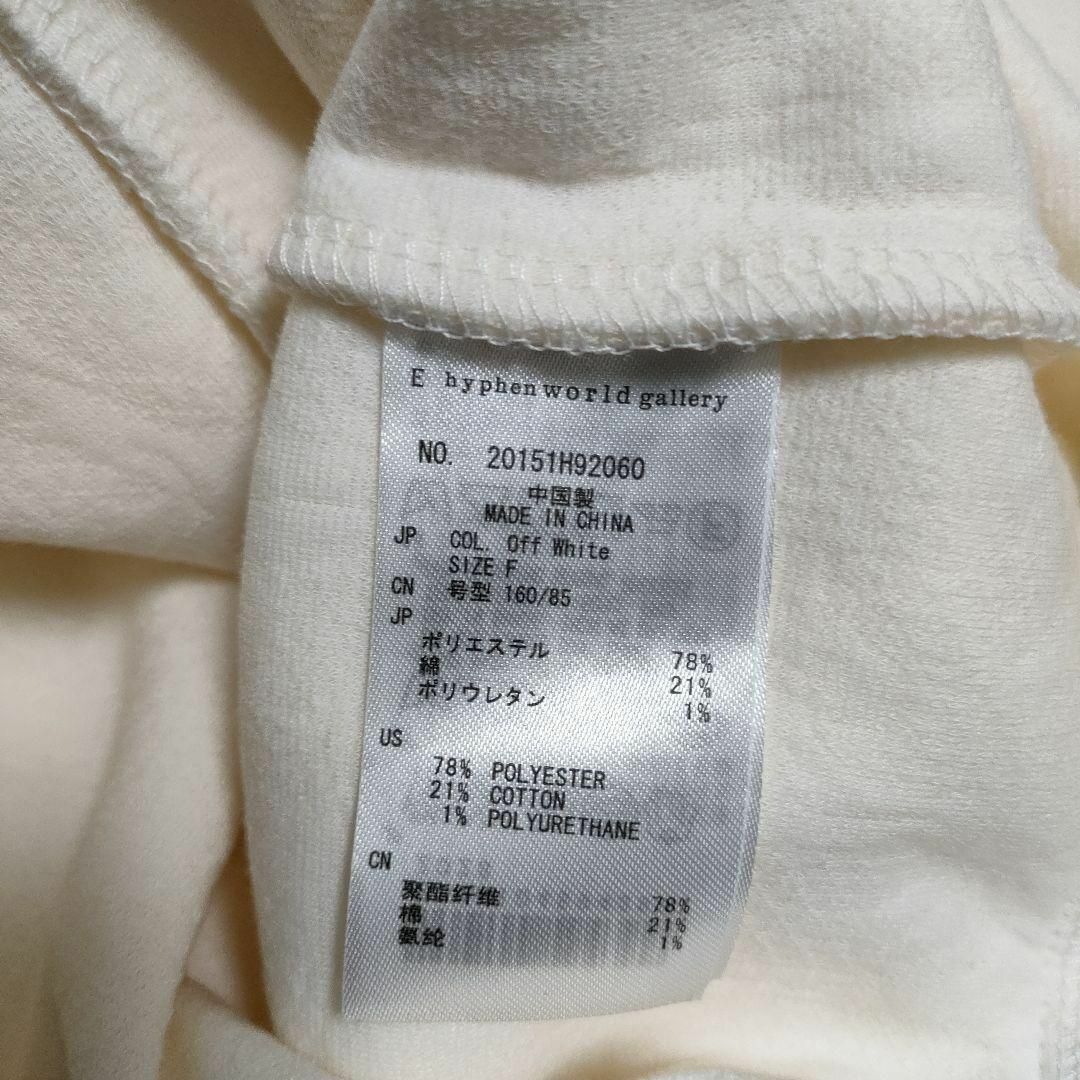 E hyphen world gallery
NO. 20151H92060
中国製
MADE IN CHINA
JP COL. Off White
SIZE F
CN 号型 160/85
JP
ポリエステル 78%
綿 21%
ポリウレタン 1%
US
78% POLYESTER
21% COTTON
1% POLYURETHANE
CN
聚酯纤维 78%
棉 21%
氨纶 1%